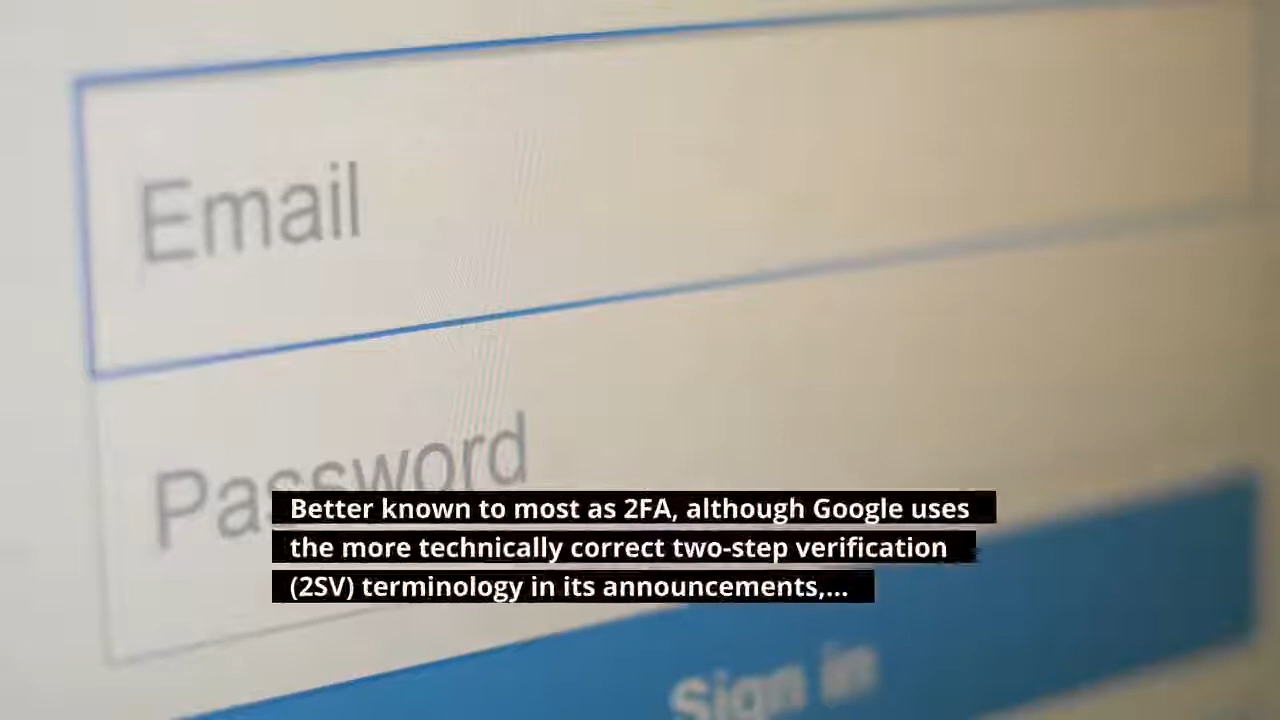 Email
Password
Better known to most as 2FA, although Google uses
the more technically correct two-step verification
(2SV) terminology in its announcements,...
Sign in